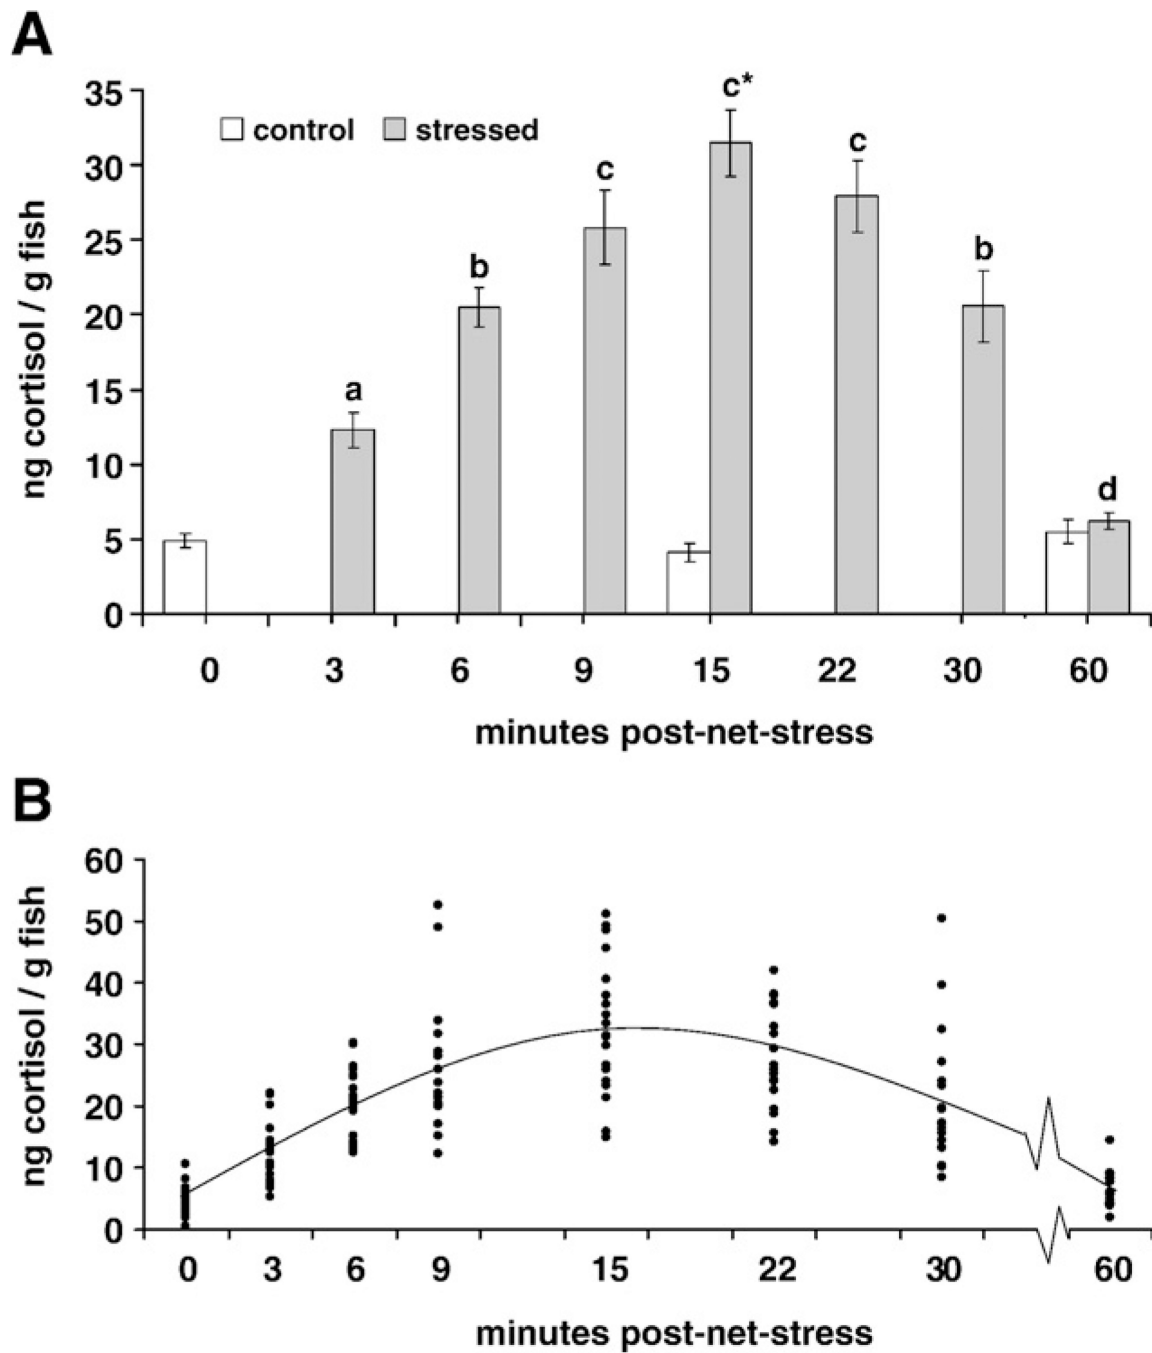 A
35
30
25
20
15
10
5
0
ng cortisol / g fish
control stressed
a
b
c
c*
c
b
d
0 3 6 9 15 22 30 60
minutes post-net-stress
B
60
50
40
30
20
10
0
ng cortisol / g fish
0 3 6 9 15 22 30 60
minutes post-net-stress